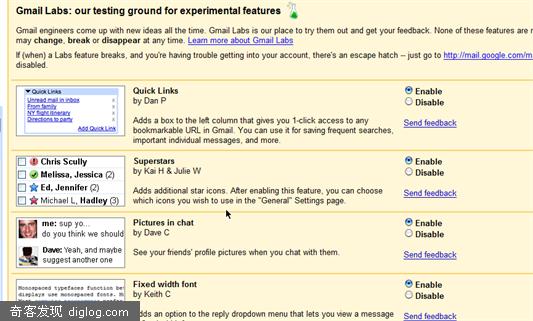 Gmail Labs: our testing ground for experimental features
Gmail engineers come up with new ideas all the time. Gmail Labs is our place to try them out and get your feedback. None of these features are
may change, break or disappear at any time. Learn more about Gmail Labs
If (when) a Labs feature breaks, and you're having trouble getting into your account, there's an escape hatch -- just go to http://mail.google.com/m
disabled.
Quick Links
Unread mail in inbox x
From family x
NY flight itinerary x
Directions to party x
Add Quick Link
Quick Links
by Dan P
Adds a box to the left column that gives you 1-click access to any
bookmarkable URL in Gmail. You can use it for saving frequent searches,
important individual messages, and more.
Enable
Disable
Send feedback
Chris Scully
Melissa, Jessica (2)
Ed, Jennifer (2)
Michael L, Hadley (3)
Superstars
by Kai H & Julie W
Adds additional star icons. After enabling this feature, you can choose
which icons you wish to use in the "General" Settings page.
Enable
Disable
Send feedback
me: sup yo...
do you think we should
Dave: Yeah, and maybe
suggest another one
Pictures in chat
by Dave C
See your friends' profile pictures when you chat with them.
Enable
Disable
Send feedback
Monospaced typefaces function be
displays use monospaced fonts. M
Fixed width font
by Keith C
option to the reply dropdown menu that lets you view a message
Enable
Disable
Send feedback
奇客发现 diglog.com